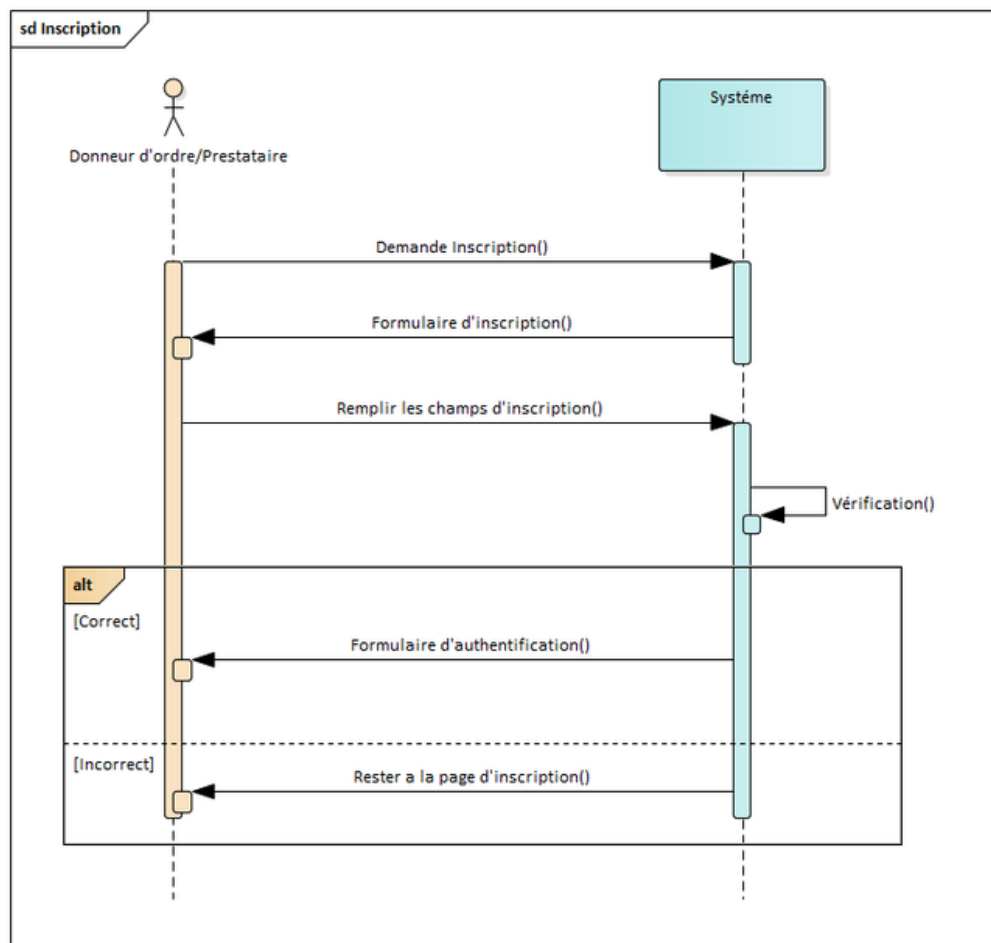 sd Inscription
Systéme
Donneur d'ordre/Prestataire
Demande Inscription()
Formulaire d'inscription()
Remplir les champs d'inscription()
Vérification()
alt
[Correct]
Formulaire d'authentification()
[Incorrect]
Rester a la page d'inscription()